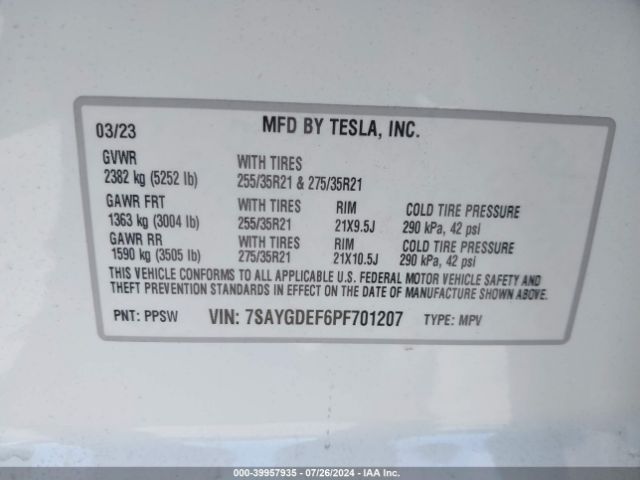 03/23 MFD BY TESLA, INC.
GVWR WITH TIRES
2382 kg (5252 lb) 255/35R21 & 275/35R21
GAWR FRT WITH TIRES RIM COLD TIRE PRESSURE
1363 kg (3004 lb) 255/35R21 21X9.5J 290 kPa, 42 psi
GAWR RR WITH TIRES RIM COLD TIRE PRESSURE
1590 kg (3505 lb) 275/35R21 21X10.5J 290 kPa, 42 psi
THIS VEHICLE CONFORMS TO ALL APPLICABLE U.S. FEDERAL MOTOR VEHICLE SAFETY AND
THEFT PREVENTION STANDARDS IN EFFECT ON THE DATE OF MANUFACTURE SHOWN ABOVE.
PNT: PPSW VIN: 7SAYGDEF6PF701207 TYPE: MPV
000-39957935 - 07/26/2024 - IAA, Inc.